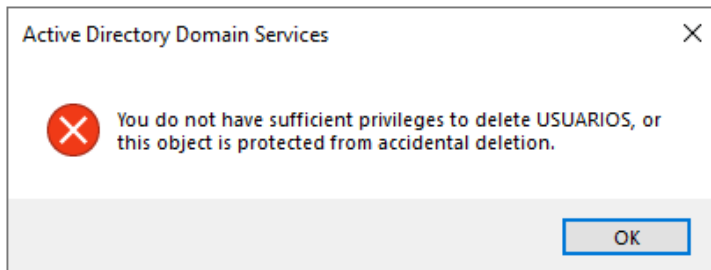 Active Directory Domain Services
You do not have sufficient privileges to delete USUARIOS, or
this object is protected from accidental deletion.
OK